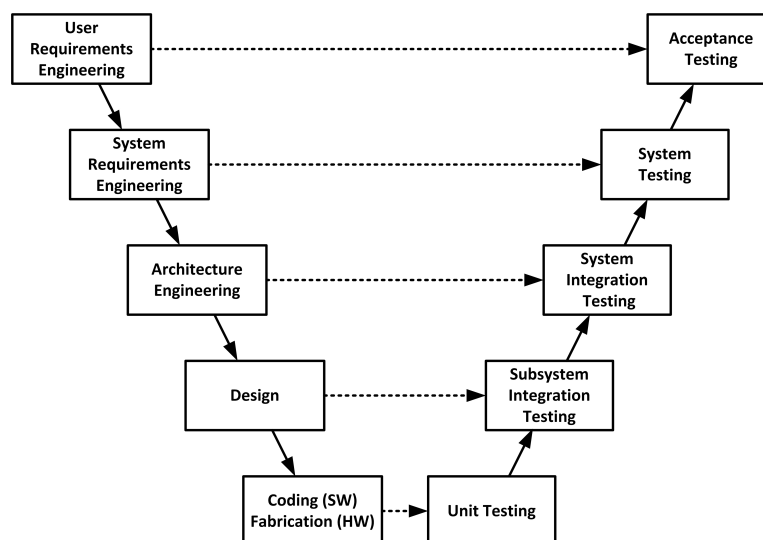 User
Requirements
Engineering
Acceptance
Testing
System
Requirements
Engineering
System
Testing
Architecture
Engineering
System
Integration
Testing
Design
Subsystem
Integration
Testing
Coding (SW)
Fabrication (HW)
Unit Testing